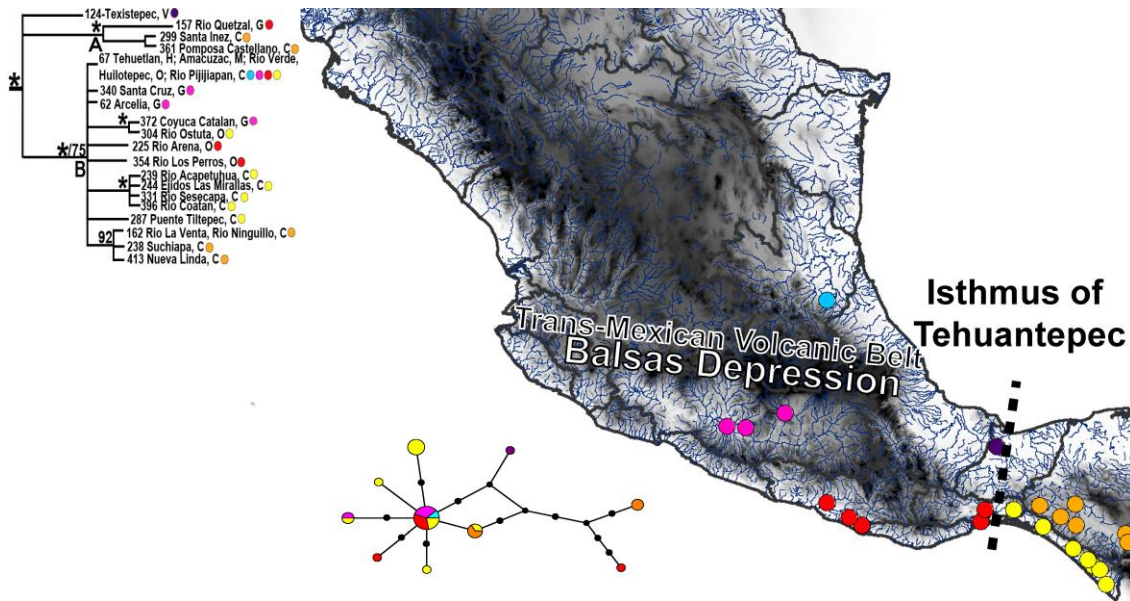 124-Texistepec, V
157 Rio Quetzal, G
*
299 Santa Inez, C
A
361 Pomposa Castellano, C
67 Tehuetlan, H; Amacuzac, M; Rio Verde,
Huilotepec, O; Rio Pijijiapan, C
*
340 Santa Cruz, G
62 Arcelia, G
372 Coyuca Catalan, G
*
304 Rio Ostuta, O
*/75
225 Rio Arena, O
B
354 Rio Los Perros, O
239 Rio Acapetuhua, C
*
244 Ejidos Las Mirallas, C
331 Rio Sesecapa, C
396 Rio Coatan, C
287 Puente Tiltepec, C
92
162 Rio La Venta, Rio Ninguillo, C
238 Suchiapa, C
413 Nueva Linda, C
Isthmus of
Tehuantepec
Trans-Mexican Volcanic Belt
Balsas Depression